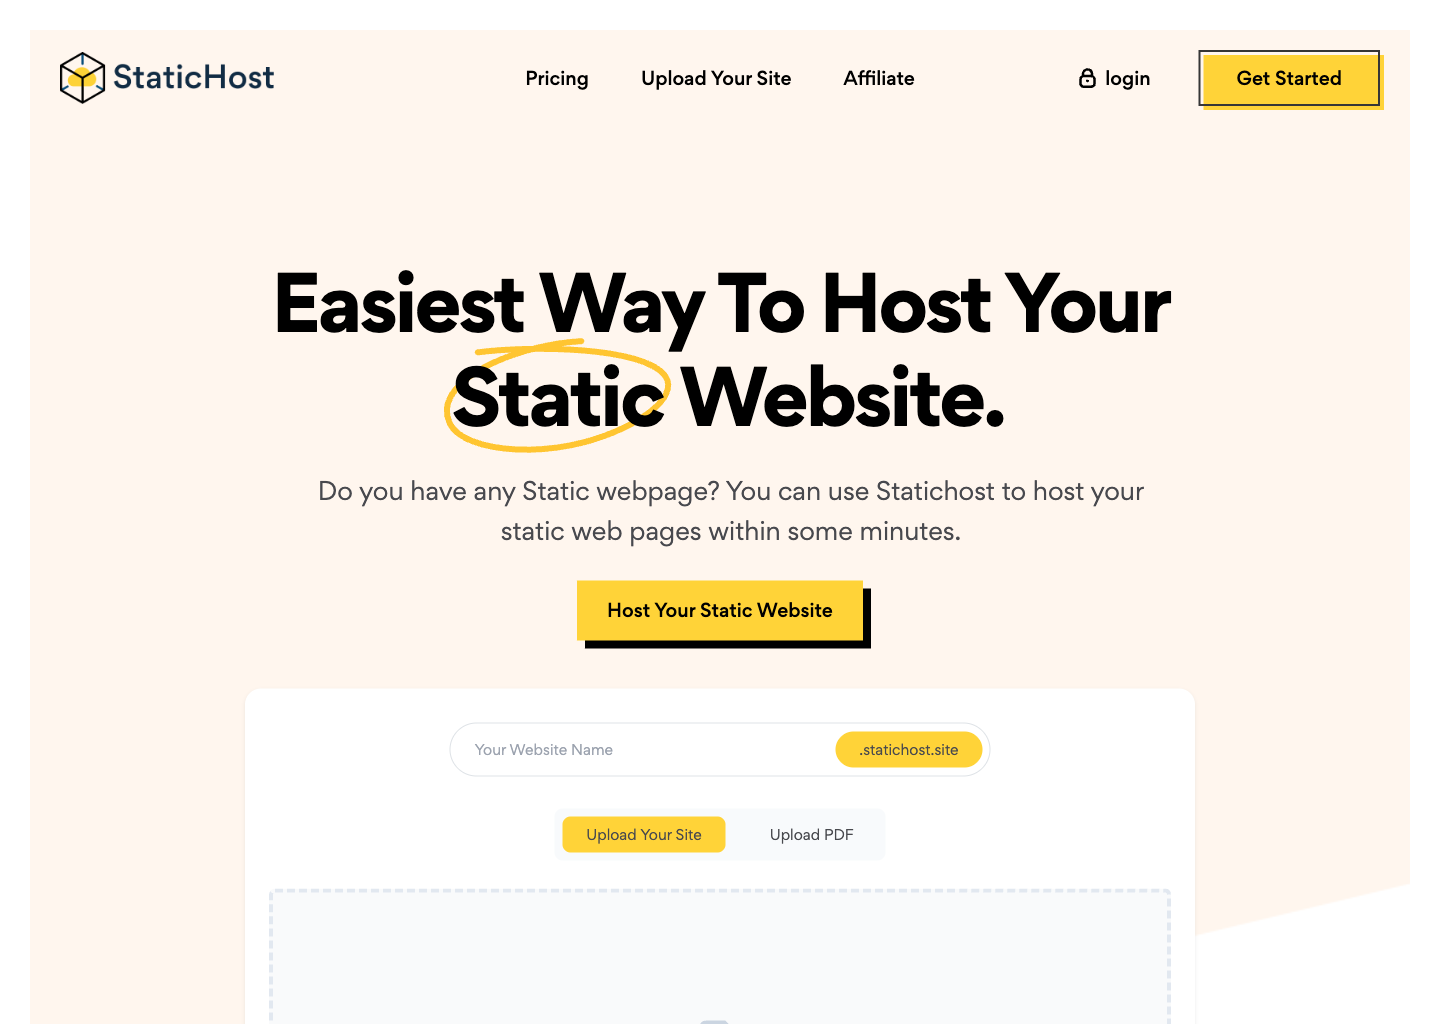 StaticHost
Pricing
Upload Your Site
Affiliate
login
Get Started
Easiest Way To Host Your
Static Website.
Do you have any Static webpage? You can use Statichost to host your
static web pages within some minutes.
Host Your Static Website
Your Website Name
.statichost.site
Upload Your Site
Upload PDF